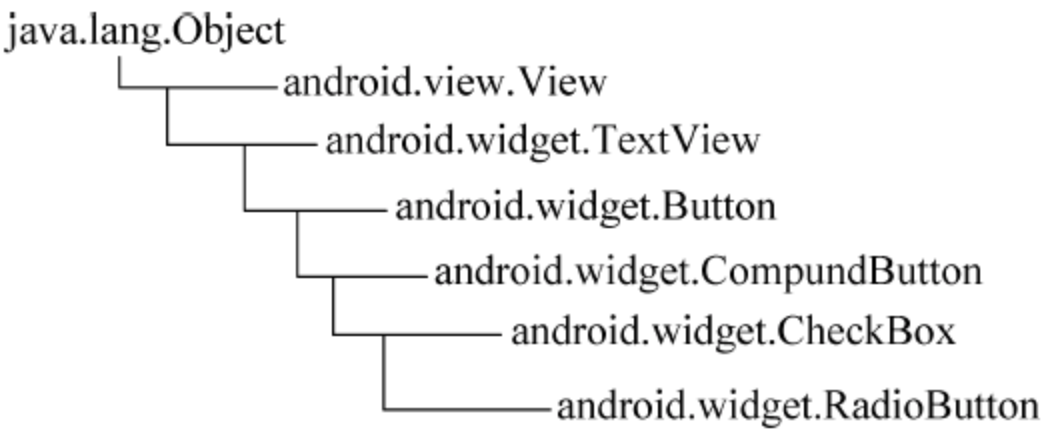 java.lang.Object
android.view.View
android.widget.TextView
android.widget.Button
android.widget.CompundButton
android.widget.CheckBox
android.widget.RadioButton